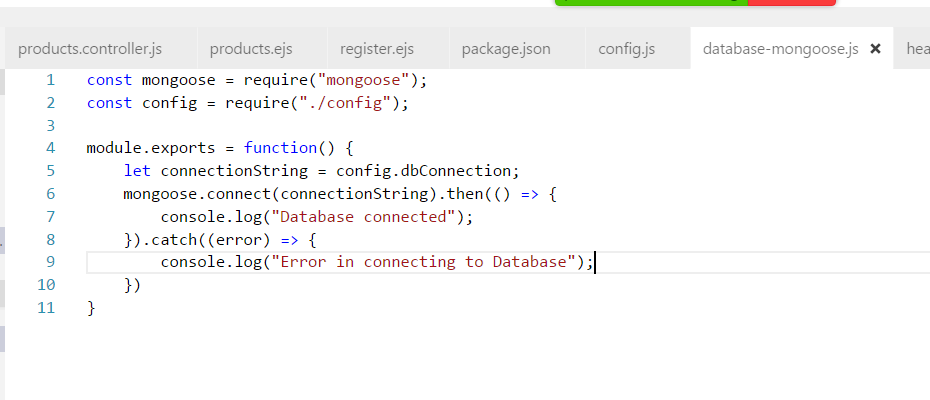 products.controller.js products.ejs register.ejs package.json config.js database-mongoose.js × hea
1 const mongoose = require("mongoose");
2 const config = require("./config");
3
4 module.exports = function() {
5 let connectionString = config.dbConnection;
6 mongoose.connect(connectionString).then(() => {
7 console.log("Database connected");
8 }).catch((error) => {
9 console.log("Error in connecting to Database");
10 })
11 }